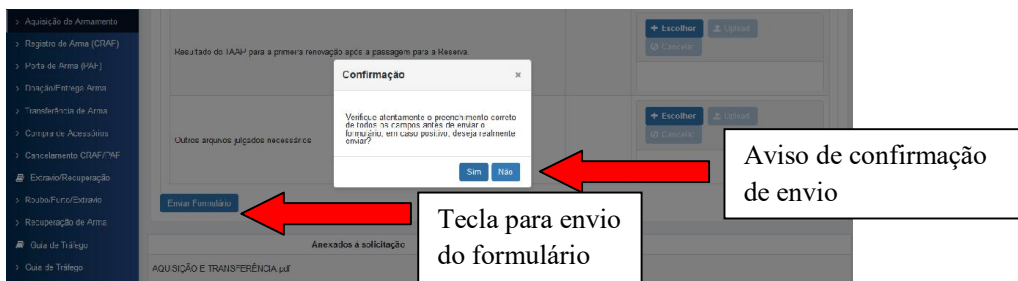 > Aquisição de Armamento
> Registro de Arma (CRAF)
> Porte de Arma (PAF)
> Doação/Entrega Arma
> Transferência de Arma
> Compra de Acessórios
> Cancelamento CRAF/PAF
Extravio/Recuperação
> Roubo/Furto/Extravio
> Recuperação de Arma
Guia de Tráfego
> Guia de Tráfego
Resultado do TAAP para a primeira renovação após a passagem para a Reserva.
+ Escolher Upload
Cancelar
Confirmação ×
Verifique atentamente o preenchimento correto
de todos os campos antes de enviar o
formulário, em caso positivo, deseja realmente
enviar?
Sim Não
Outros arquivos julgados necessários
+ Escolher Upload
Cancelar
Enviar Formulário
Anexados à solicitação
AQUISIÇÃO E TRANSFERÊNCIA.pdf
Aviso de confirmação
de envio
Tecla para envio
do formulário